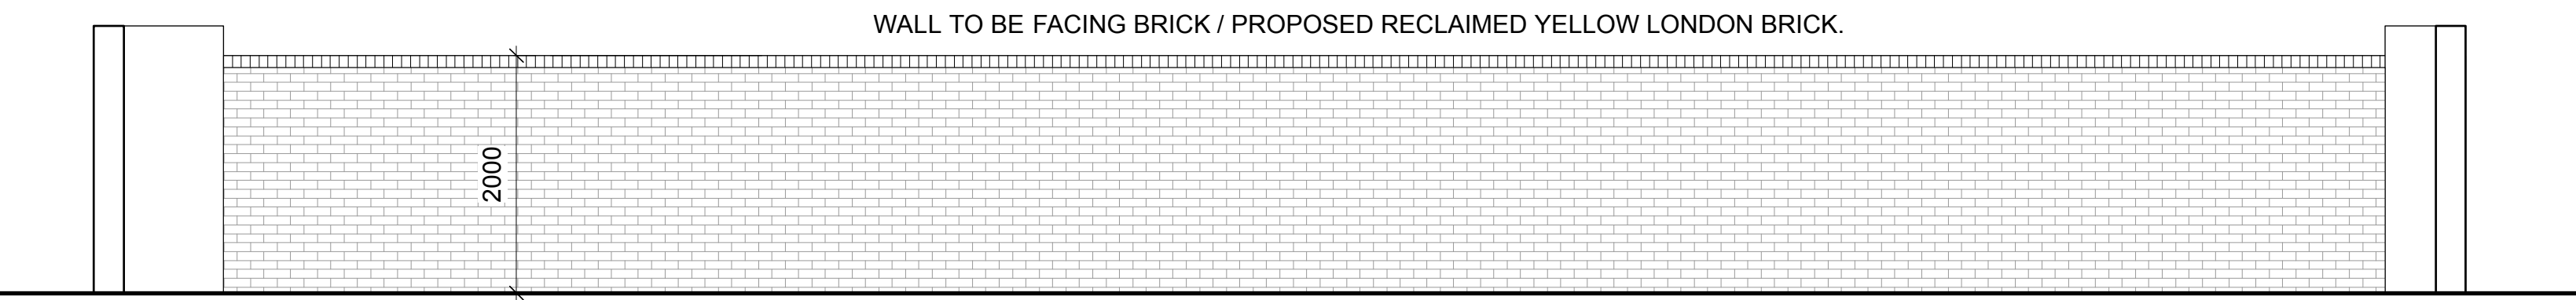 WALL TO BE FACING BRICK / PROPOSED RECLAIMED YELLOW LONDON BRICK.
2000